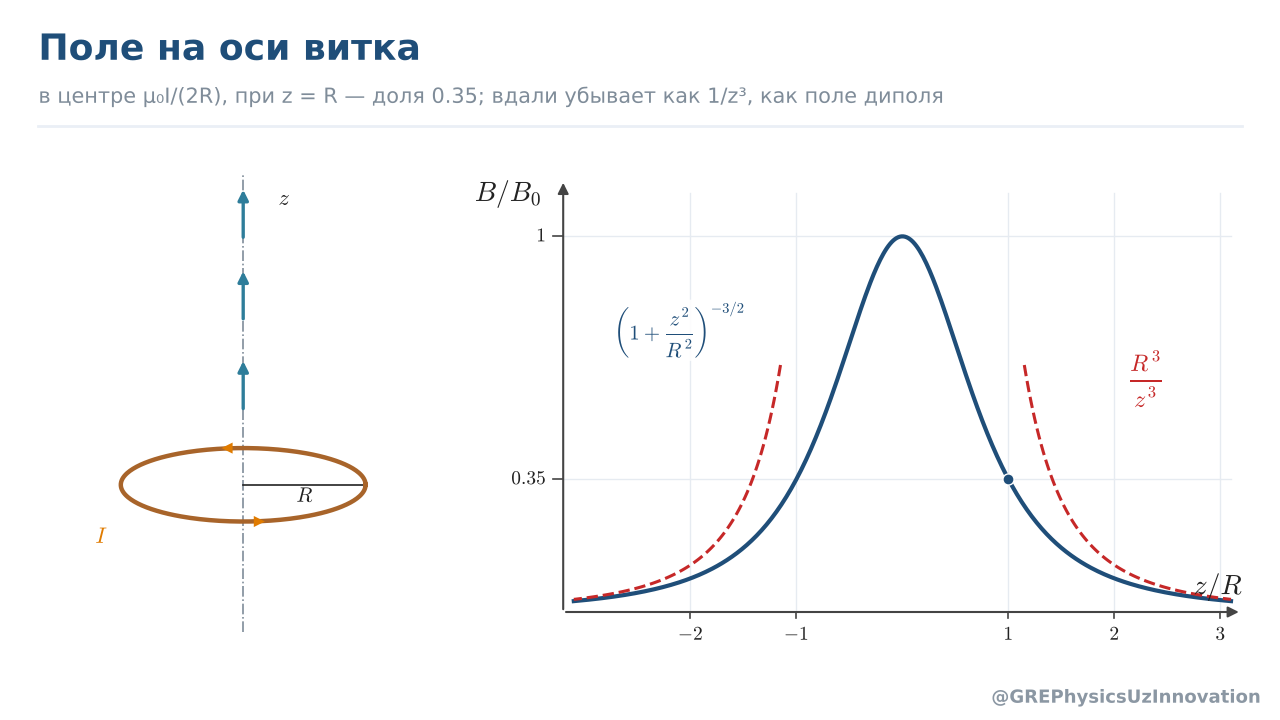 Поле на оси витка
в центре μ₀I/(2R), при z = R — доля 0.35; вдали убывает как 1/z³, как поле диполя
z
R
I
B/B₀
1
0.35
(1 + z²/R²)^(−3/2)
R³/z³
z/R
−2 −1 1 2 3
@GREPhysicsUzInnovation